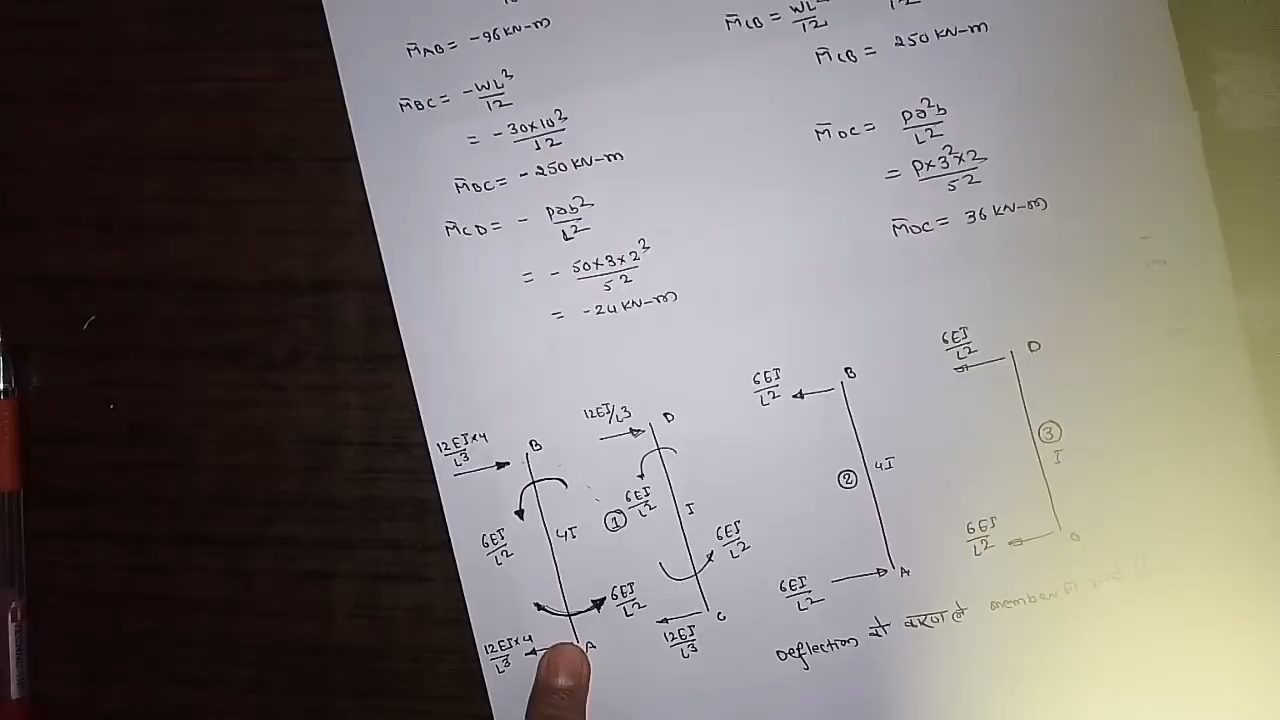 M̄AB = -96 KN-m
M̄BC = -WL²/12
= -30×10²/12
M̄BC = -250 KN-m
M̄CD = - Pab²/L²
= - 50×3×2²/5²
= -24 KN-m
M̄CB = WL²/12
M̄CB = 250 KN-m
M̄DC = Pa²b/L²
= P×3²×2/5²
M̄DC = 36 KN-m
12EI×4/L³
B
6EI/L²
4I
6EI/L²
12EI×4/L³
A
1
12EI/L³
D
6EI/L²
I
6EI/L²
12EI/L³
C
6EI/L²
B
2
4I
6EI/L²
A
6EI/L²
D
3
I
6EI/L²
Deflection member